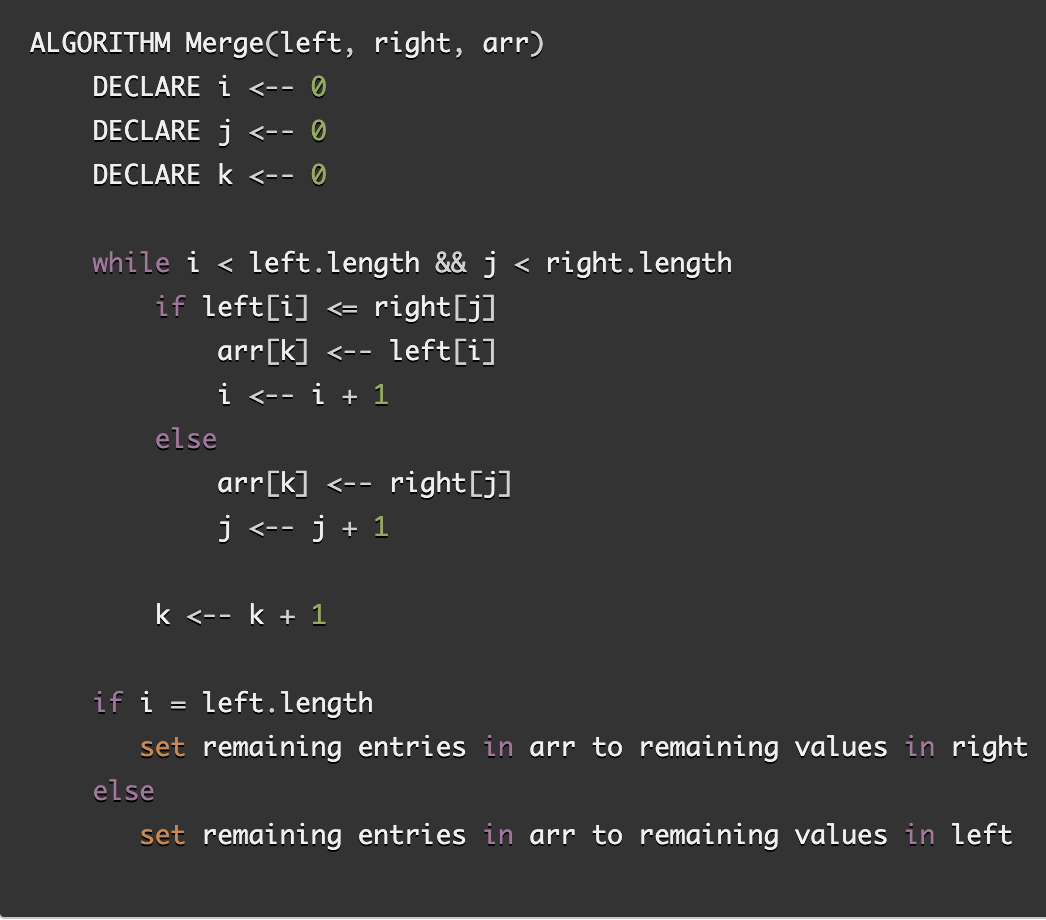 ALGORITHM Merge(left, right, arr)
    DECLARE i <-- 0
    DECLARE j <-- 0
    DECLARE k <-- 0

    while i < left.length && j < right.length
        if left[i] <= right[j]
            arr[k] <-- left[i]
            i <-- i + 1
        else
            arr[k] <-- right[j]
            j <-- j + 1

        k <-- k + 1

    if i = left.length
       set remaining entries in arr to remaining values in right
    else
       set remaining entries in arr to remaining values in left